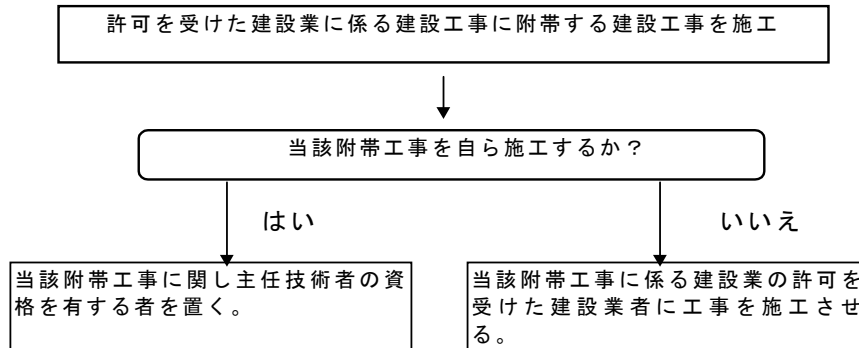 許可を受けた建設業に係る建設工事に附帯する建設工事を施工
当該附帯工事を自ら施工するか？
はい
いいえ
当該附帯工事に関し主任技術者の資
格を有する者を置く。
当該附帯工事に係る建設業の許可を
受けた建設業者に工事を施工させ
る。